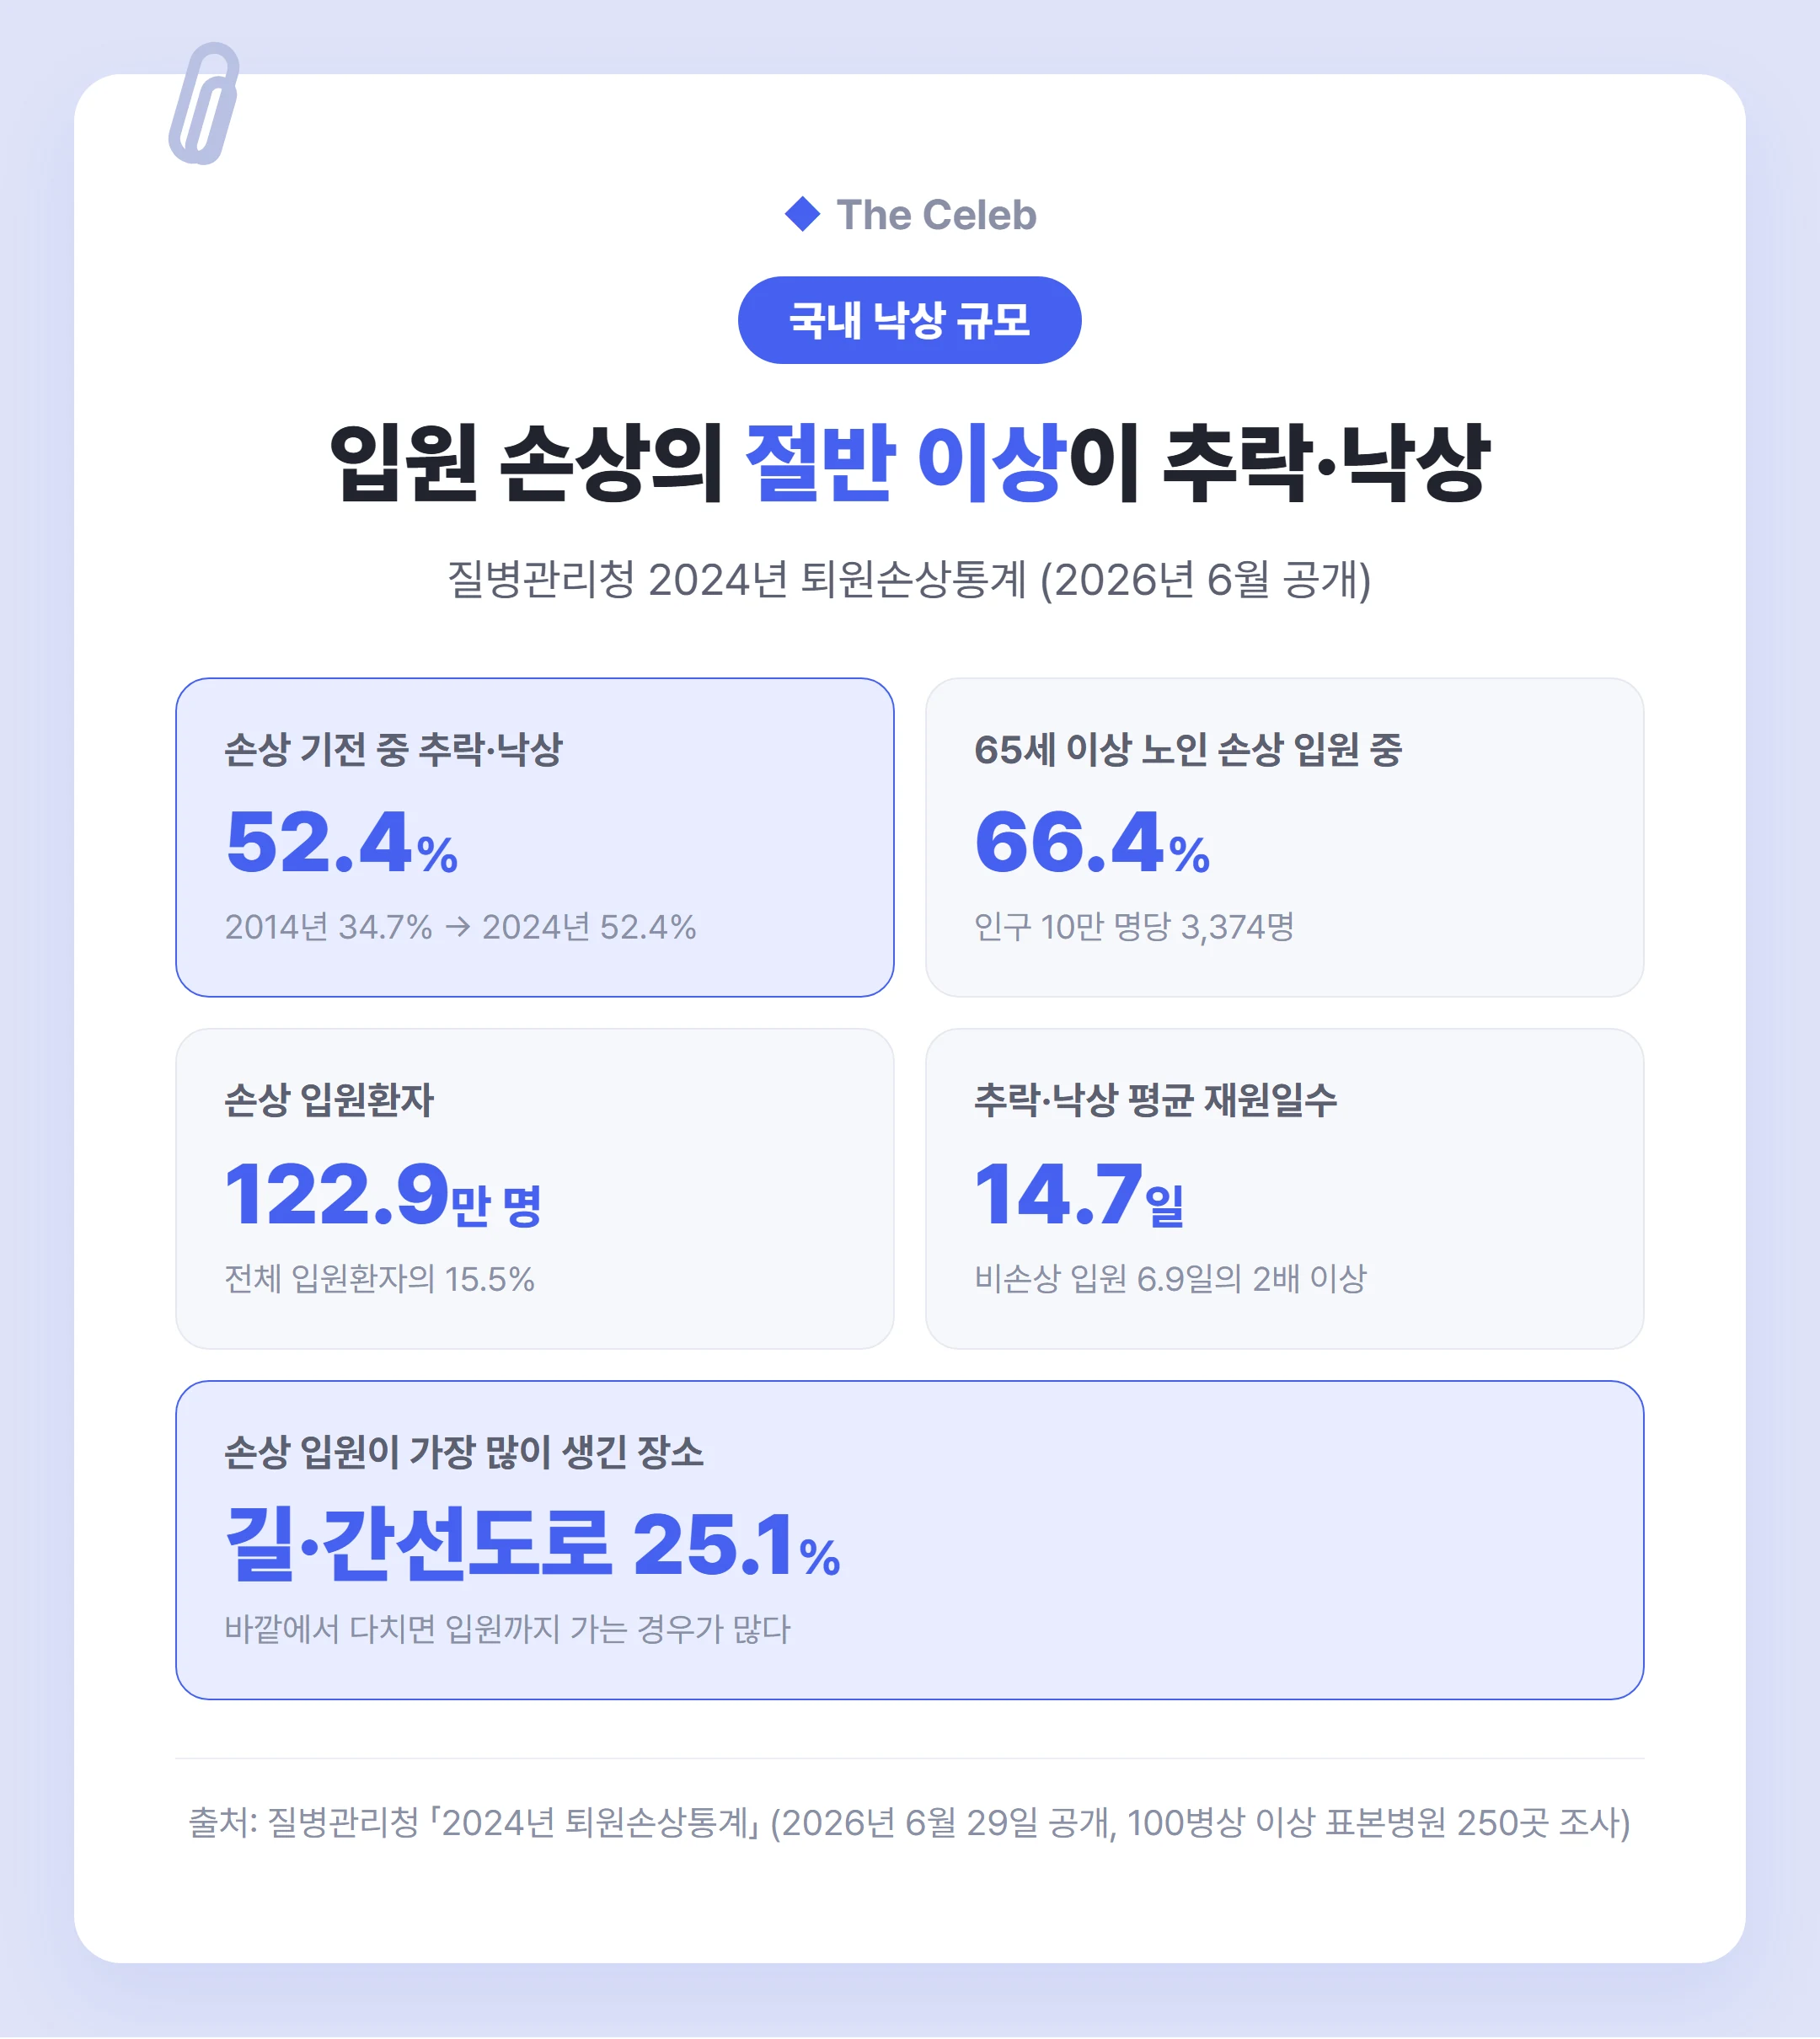 The Celeb
국내 낙상 규모
입원 손상의 절반 이상이 추락·낙상
질병관리청 2024년 퇴원손상통계 (2026년 6월 공개)
손상 기전 중 추락·낙상
52.4%
2014년 34.7% → 2024년 52.4%
65세 이상 노인 손상 입원 중
66.4%
인구 10만 명당 3,374명
손상 입원환자
122.9만 명
전체 입원환자의 15.5%
추락·낙상 평균 재원일수
14.7일
비손상 입원 6.9일의 2배 이상
손상 입원이 가장 많이 생긴 장소
길·간선도로 25.1%
바깥에서 다치면 입원까지 가는 경우가 많다
출처: 질병관리청 「2024년 퇴원손상통계」 (2026년 6월 29일 공개, 100병상 이상 표본병원 250곳 조사)